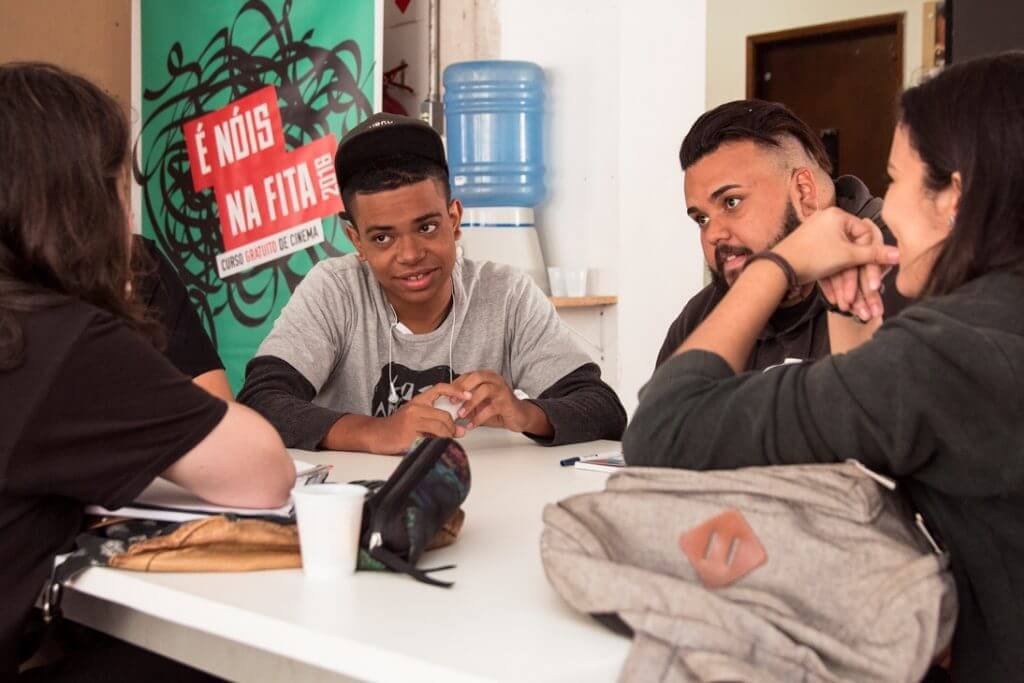 É NÓIS
NA FITA
2018
CURSO GRATUITO DE CINEMA